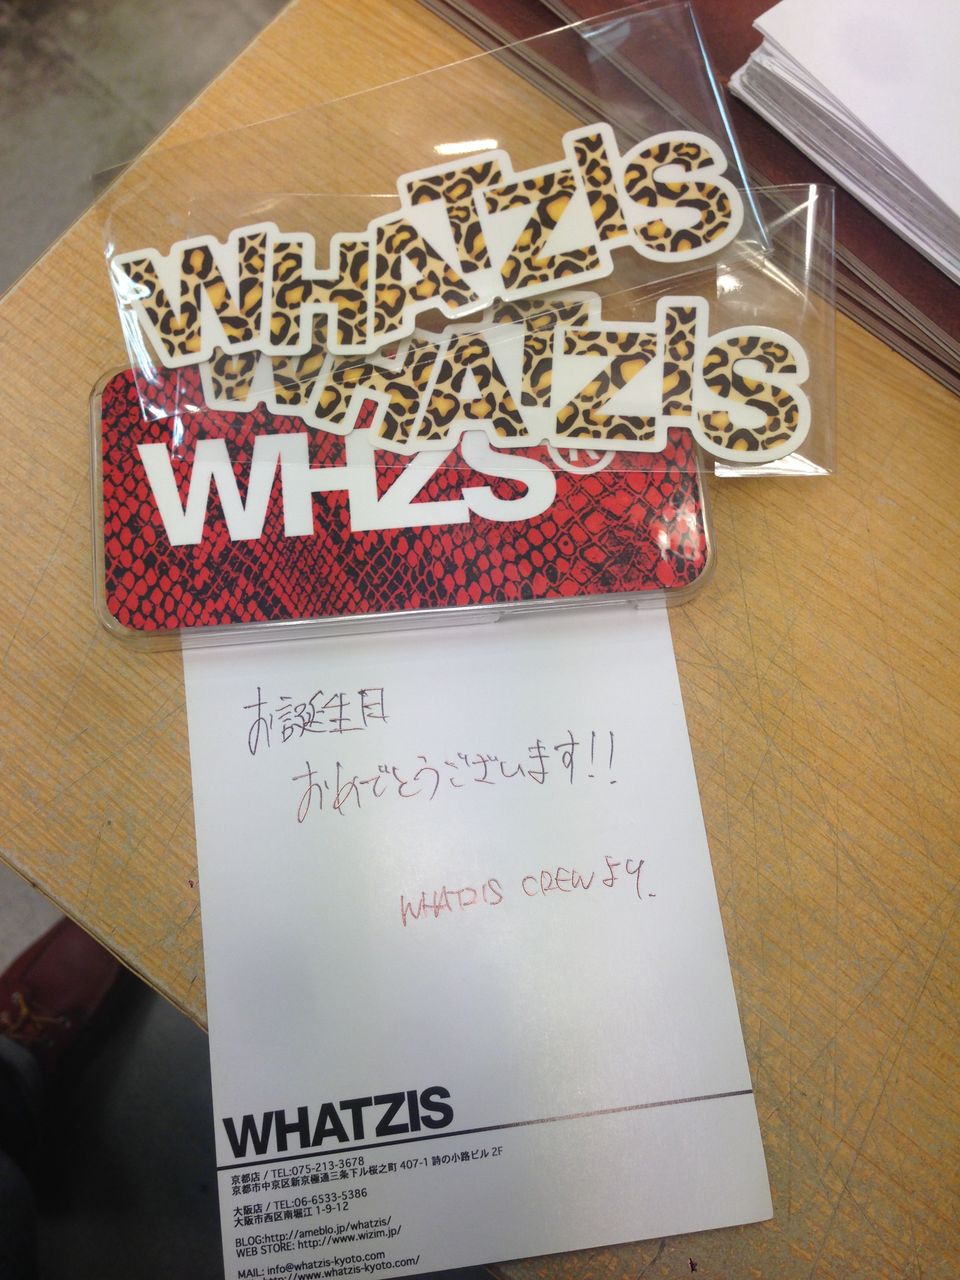 WHATZIS
WHATZIS
WHZS®
お誕生日
おめでとうございます!!
WHATZIS CREWより.
WHATZIS
京都店 / TEL:075-213-3678
京都市中京区新京極通三条下ル桜之町 407-1 詩の小路ビル 2F
大阪店 / TEL:06-6533-5386
大阪市西区南堀江 1-9-12
BLOG:http://ameblo.jp/whatzis/
WEB STORE: http://www.wizim.jp/
MAIL: info@whatzis-kyoto.com
http://www.whatzis-kyoto.com/